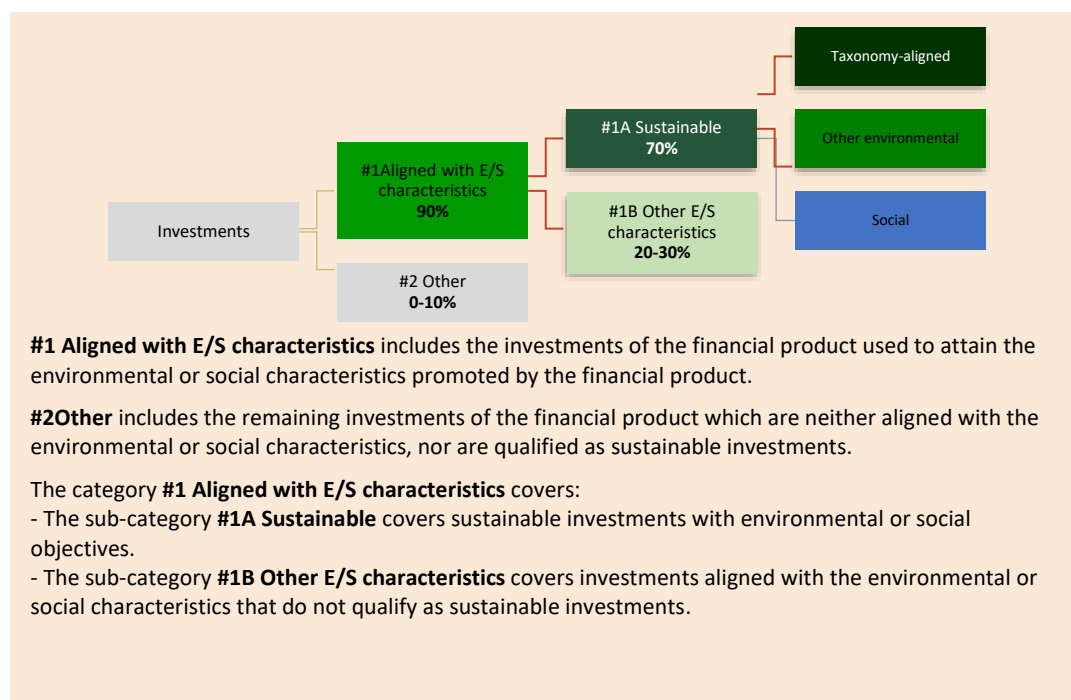 Taxonomy-aligned
#1A Sustainable
70%
Other environmental
#1Aligned with E/S
characteristics
90%
#1B Other E/S
characteristics
20-30%
Social
Investments
#2 Other
0-10%
#1 Aligned with E/S characteristics includes the investments of the financial product used to attain the
environmental or social characteristics promoted by the financial product.
#2Other includes the remaining investments of the financial product which are neither aligned with the
environmental or social characteristics, nor are qualified as sustainable investments.
The category #1 Aligned with E/S characteristics covers:
- The sub-category #1A Sustainable covers sustainable investments with environmental or social
objectives.
- The sub-category #1B Other E/S characteristics covers investments aligned with the environmental or
social characteristics that do not qualify as sustainable investments.